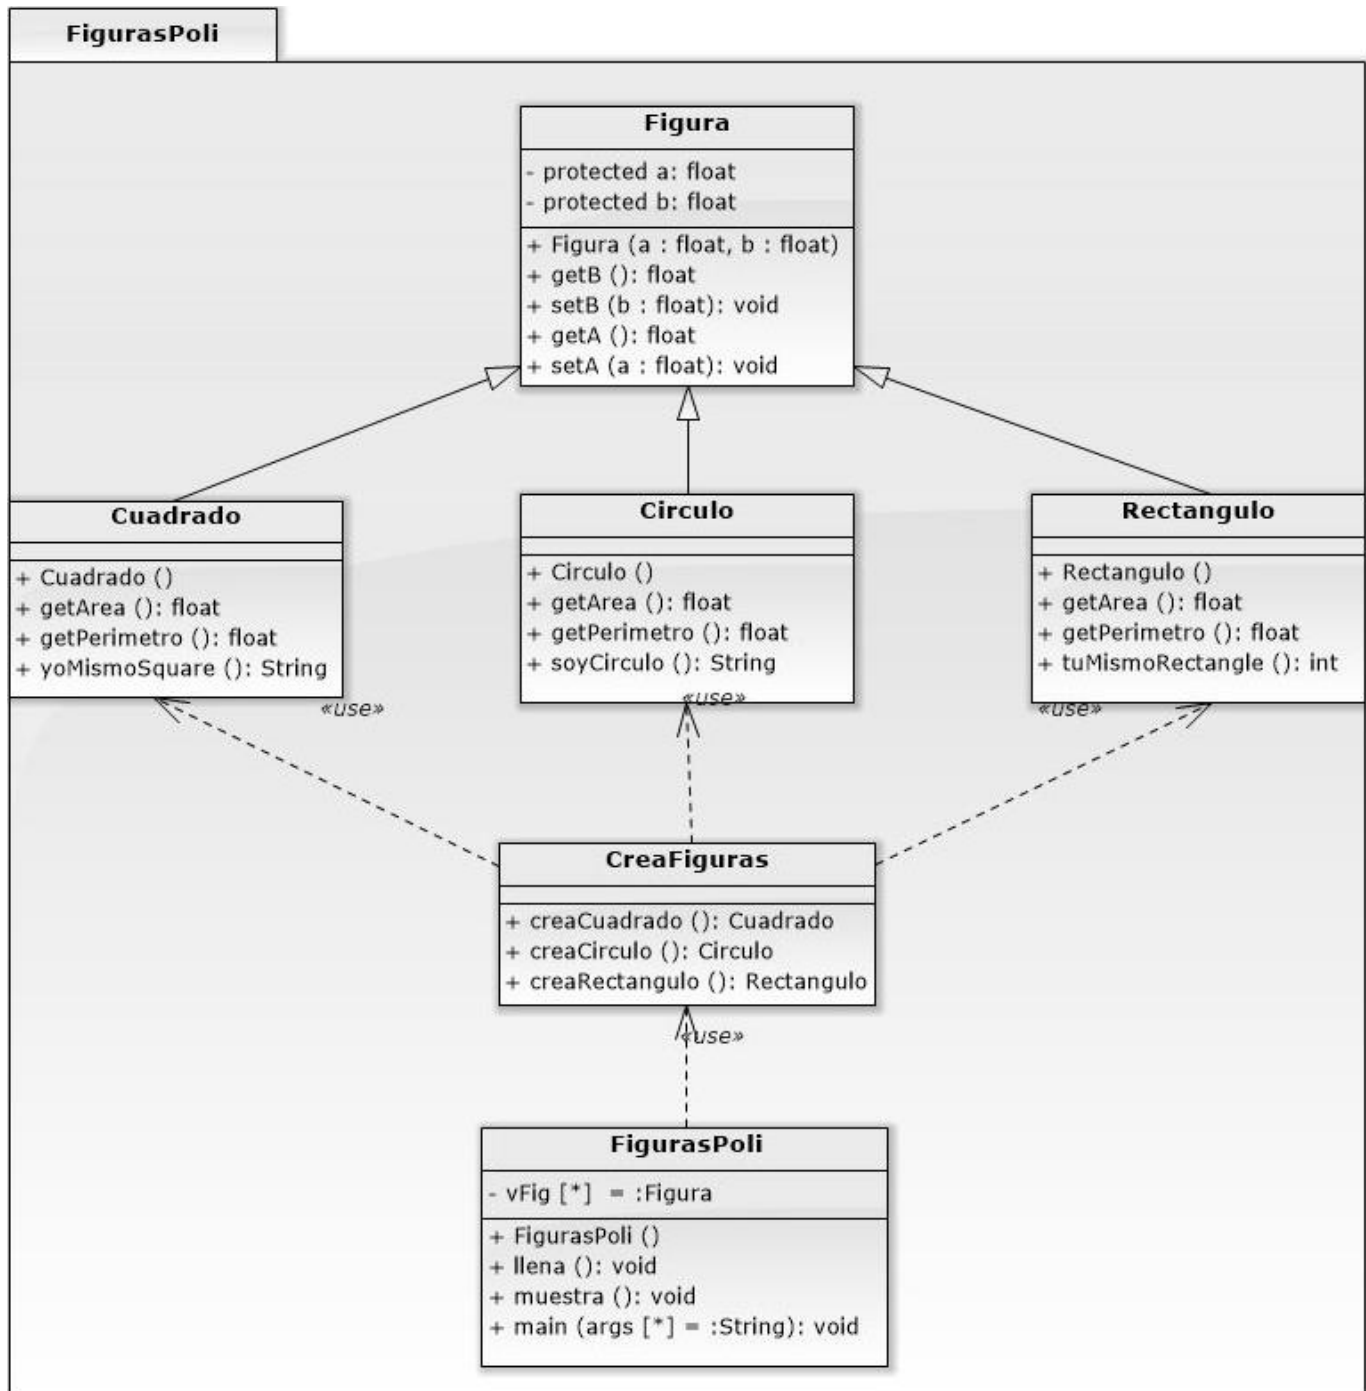 FigurasPoli
Figura
- protected a: float
- protected b: float
+ Figura (a : float, b : float)
+ getB (): float
+ setB (b : float): void
+ getA (): float
+ setA (a : float): void
Cuadrado
+ Cuadrado ()
+ getArea (): float
+ getPerimetro (): float
+ yoMismoSquare (): String
Circulo
+ Circulo ()
+ getArea (): float
+ getPerimetro (): float
+ soyCirculo (): String
Rectangulo
+ Rectangulo ()
+ getArea (): float
+ getPerimetro (): float
+ tuMismoRectangle (): int
«use»
«use»
«use»
CreaFiguras
+ creaCuadrado (): Cuadrado
+ creaCirculo (): Circulo
+ creaRectangulo (): Rectangulo
«use»
FigurasPoli
- vFig [*] = :Figura
+ FigurasPoli ()
+ llena (): void
+ muestra (): void
+ main (args [*] = :String): void